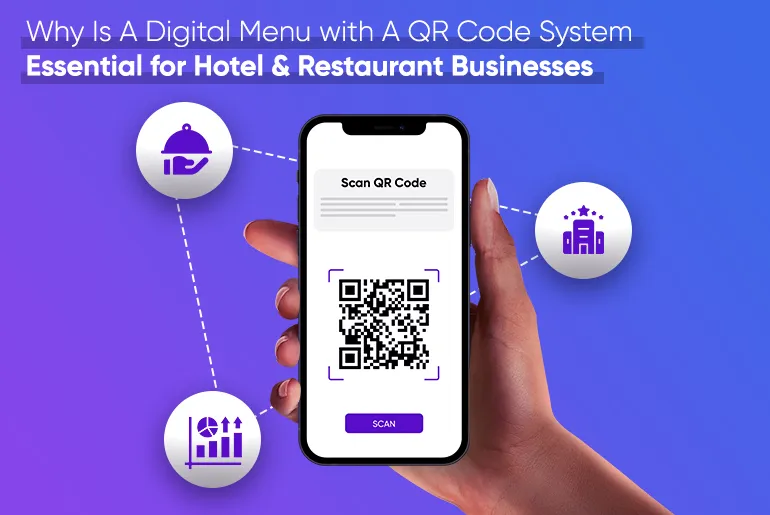 Why Is A Digital Menu with A QR Code System
Essential for Hotel & Restaurant Businesses
Scan QR Code
SCAN